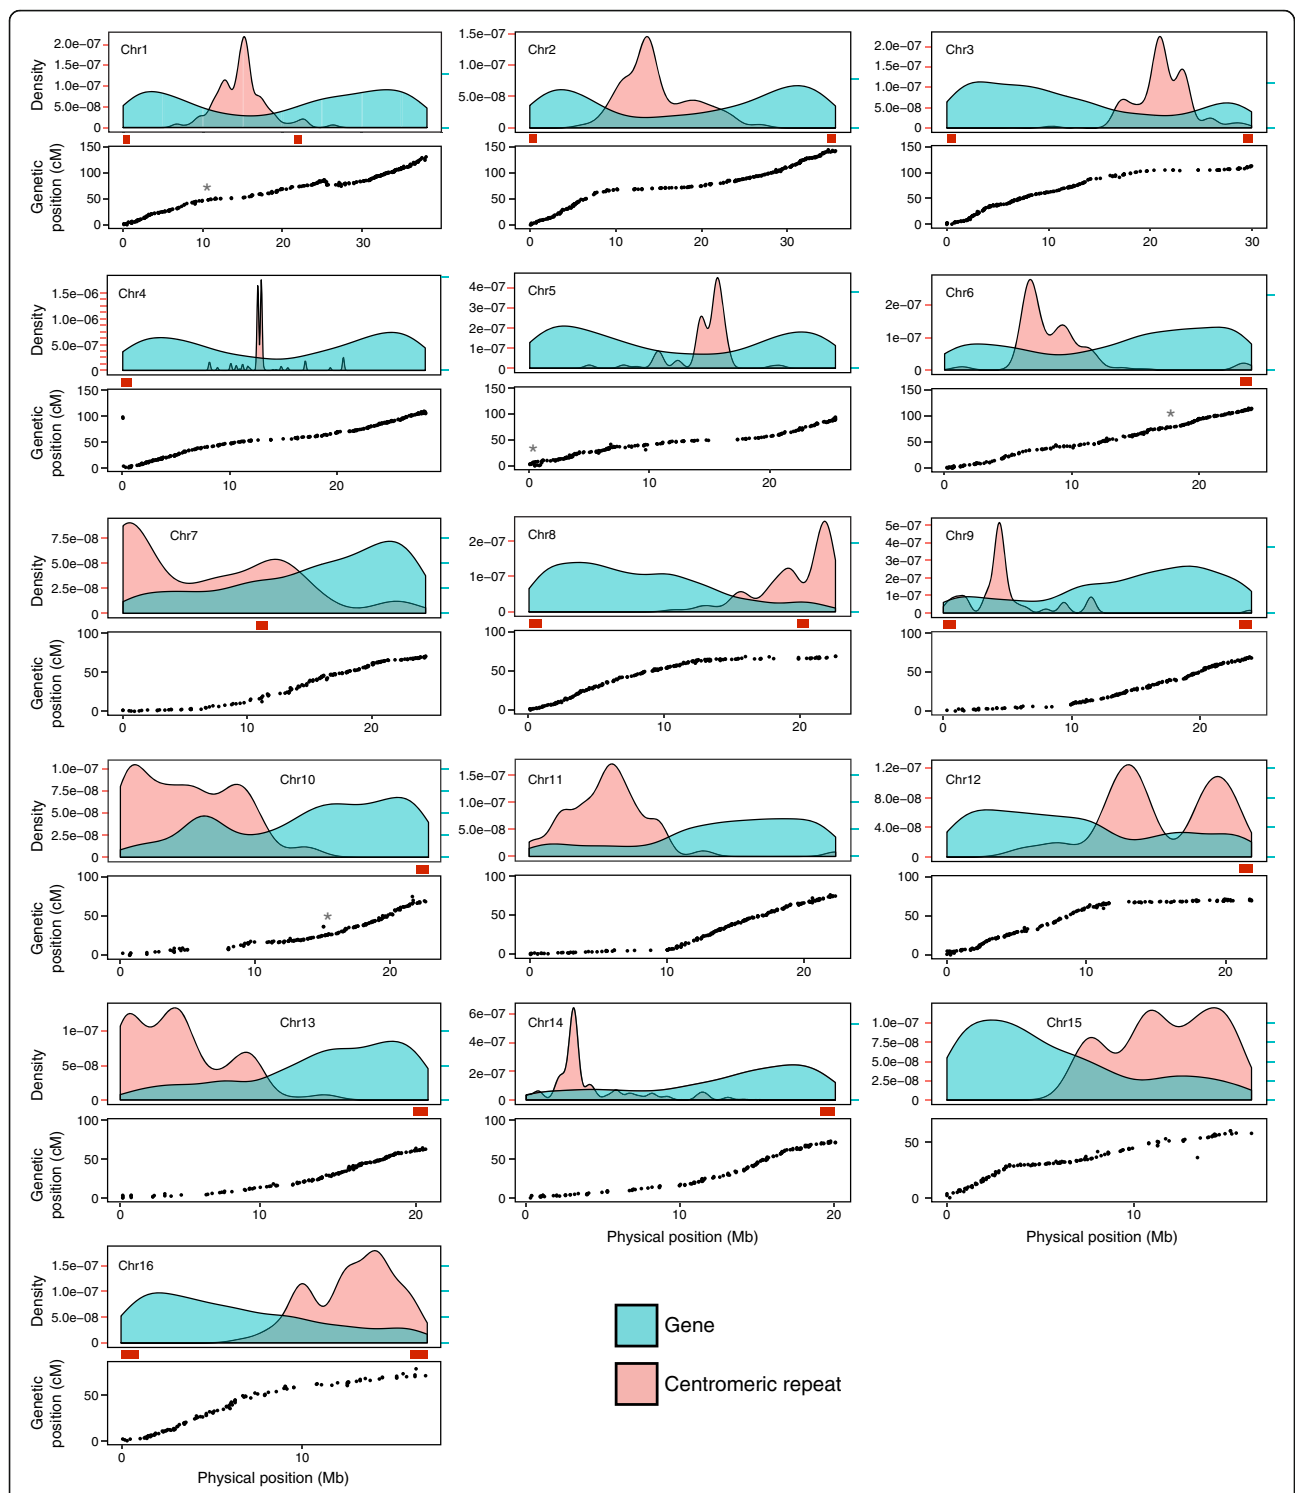 Chr1 Chr2 Chr3
Density
2.0e−07
1.5e−07
1.0e−07
5.0e−08
0
1.5e−07
1.0e−07
5.0e−08
0
2.0e−07
1.5e−07
1.0e−07
5.0e−08
0
Genetic
position (cM)
150
100
50
0
*
0 10 20 30
150
100
50
0
0 10 20 30
150
100
50
0
0 10 20 30
Chr4 Chr5 Chr6
Density
1.5e−06
1.0e−06
5.0e−07
0
4e−07
3e−07
2e−07
1e−07
0
2e−07
1e−07
0
Genetic
position (cM)
150
100
50
0
0 10 20
150
100
50
0
*
0 10 20
150
100
50
0
*
0 10 20
Chr7 Chr8 Chr9
Density
7.5e−08
5.0e−08
2.5e−08
0
2e−07
1e−07
0
5e−07
4e−07
3e−07
2e−07
1e−07
0
Genetic
position (cM)
100
50
0
0 10 20
100
50
0
0 10 20
100
50
0
0 10 20
Chr10 Chr11 Chr12
Density
1.0e−07
7.5e−08
5.0e−08
2.5e−08
0
1.5e−07
1.0e−07
5.0e−08
0
1.2e−07
8.0e−08
4.0e−08
0
Genetic
position (cM)
100
50
0
*
0 10 20
100
50
0
0 10 20
100
50
0
0 10 20
Chr13 Chr14 Chr15
Density
1e−07
5e−08
0
6e−07
4e−07
2e−07
0
1.0e−07
7.5e−08
5.0e−08
2.5e−08
0
Genetic
position (cM)
100
50
0
0 10 20
100
50
0
0 10 20
Physical position (Mb)
50
0
0 10
Physical position (Mb)
Chr16
Density
1.5e−07
1.0e−07
5.0e−08
0
Genetic
position (cM)
50
0
0 10
Physical position (Mb)
Gene
Centromeric repeat